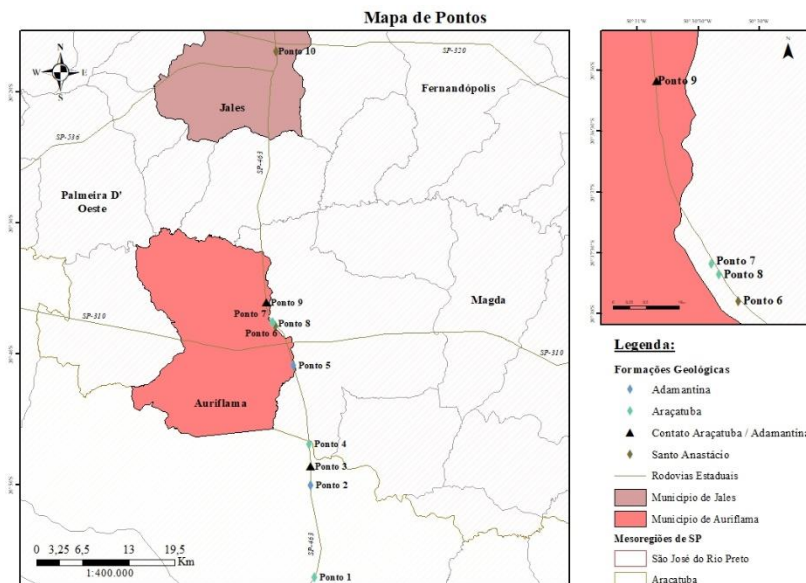 Mapa de Pontos
N
W E
S
Ponto 10
SP-320
Jales
Fernandópolis
SP-536
SP-463
Palmeira D'
Oeste
Ponto 9
Magda
Ponto 7
Ponto 8
Ponto 6
SP-310
SP-310
Ponto 5
Auriflama
Ponto 4
Ponto 3
Ponto 2
SP-463
Ponto 1
0 3,25 6,5 13 19,5
Km
1:400.000
N
Ponto 9
Ponto 7
Ponto 8
Ponto 6
Legenda:
Formações Geológicas
Adamantina
Araçatuba
Contato Araçatuba / Adamantina
Santo Anastácio
Rodovias Estaduais
Município de Jales
Município de Auriflama
Mesoregiões de SP
São José do Rio Preto
Araçatuba